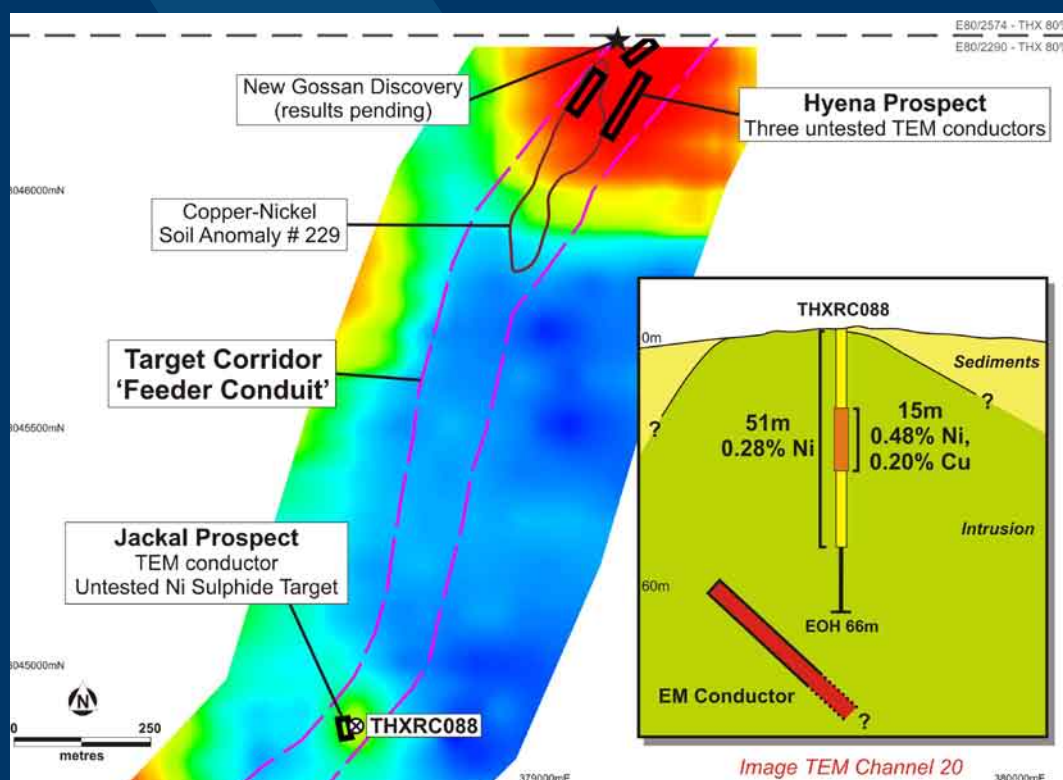 E80/2574 - THX 80%
E80/2290 - THX 80%
New Gossan Discovery
(results pending)
Hyena Prospect
Three untested TEM conductors
8046000mN
Copper-Nickel
Soil Anomaly # 229
Target Corridor
'Feeder Conduit'
8045500mN
Jackal Prospect
TEM conductor
Untested Ni Sulphide Target
8045000mN
N
0 250
metres
THXRC088
THXRC088
0m
Sediments
?
?
51m
0.28% Ni
15m
0.48% Ni,
0.20% Cu
Intrusion
60m
EOH 66m
EM Conductor
?
Image TEM Channel 20
379000mE
380000mE